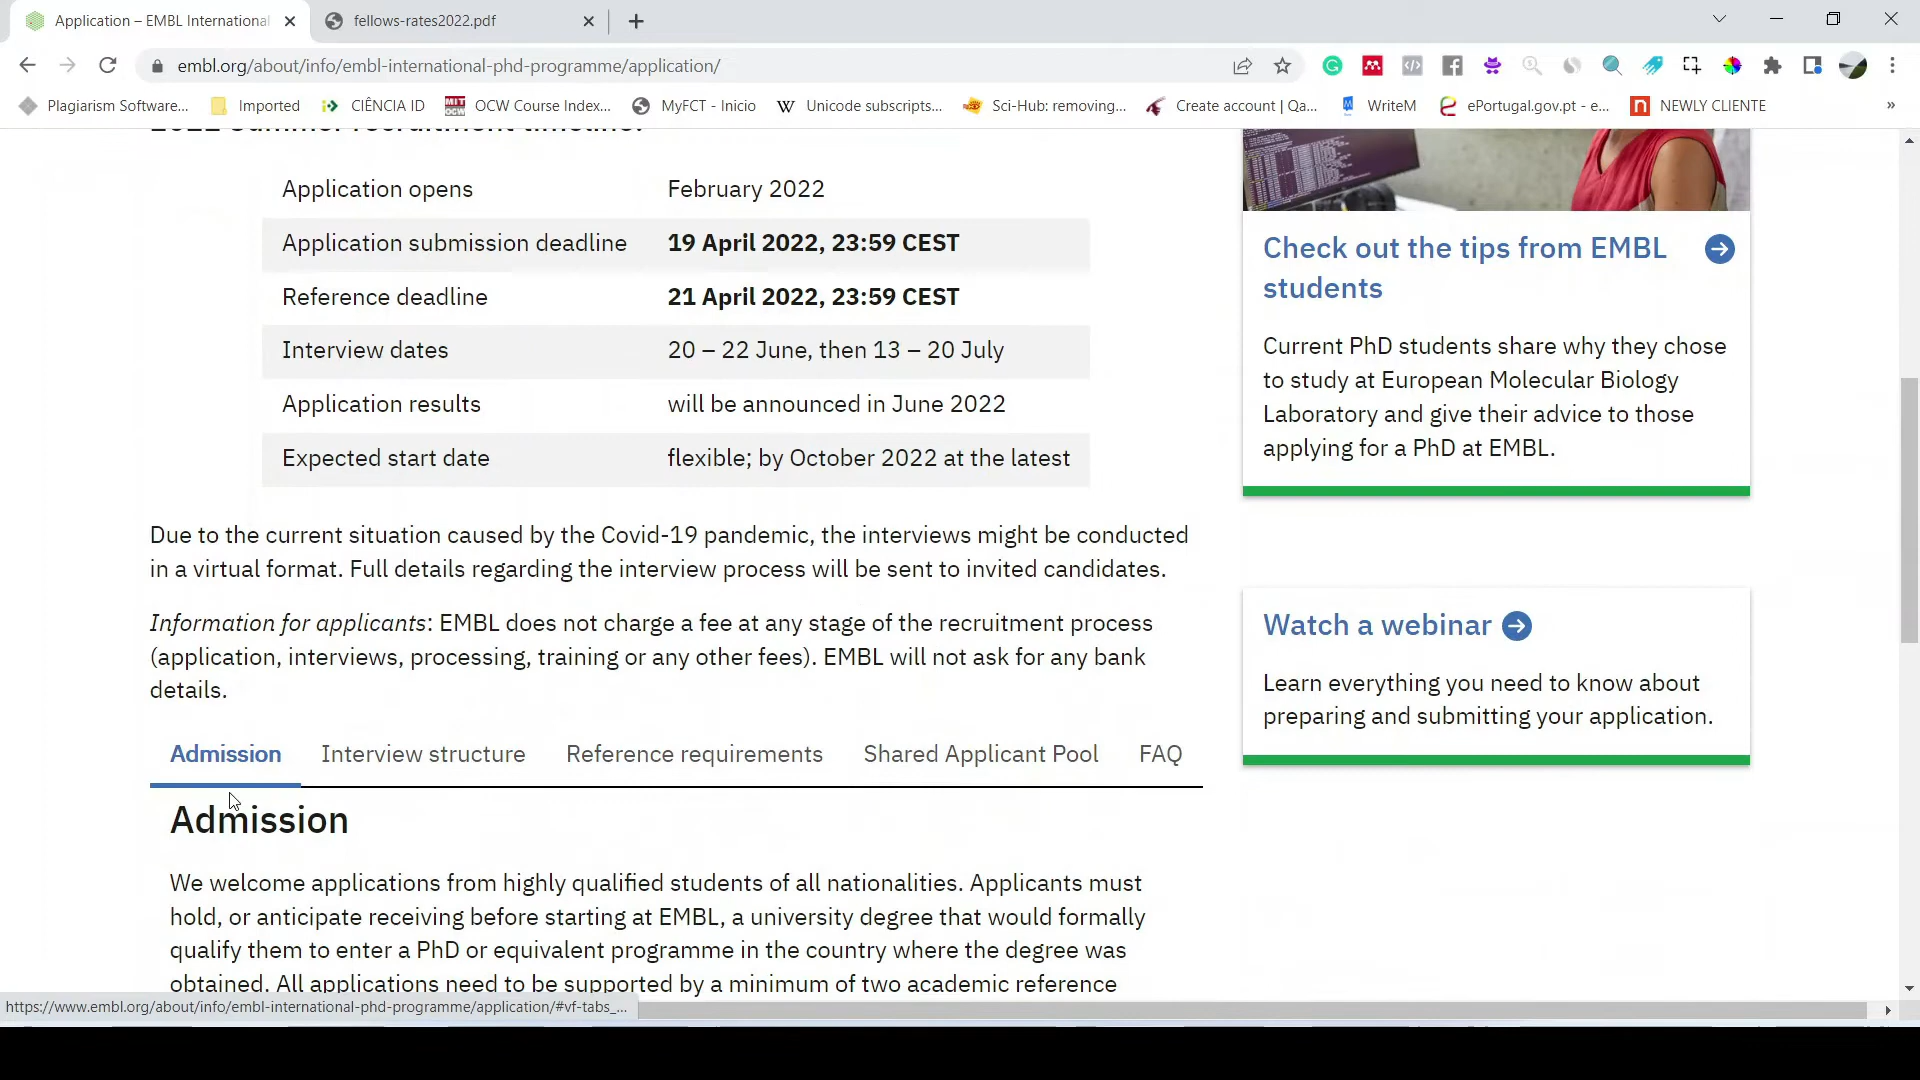 Application – EMBL International
fellows-rates2022.pdf
embl.org/about/info/embl-international-phd-programme/application/
Plagiarism Software...
Imported
CIÊNCIA ID
OCW Course Index...
MyFCT - Inicio
Unicode subscripts...
Sci-Hub: removing...
Create account | Qa...
WriteM
ePortugal.gov.pt - e...
NEWLY CLIENTE
»
2022 Summer recruitment timeline:
Application opens February 2022
Application submission deadline 19 April 2022, 23:59 CEST
Reference deadline 21 April 2022, 23:59 CEST
Interview dates 20 – 22 June, then 13 – 20 July
Application results will be announced in June 2022
Expected start date flexible; by October 2022 at the latest
Due to the current situation caused by the Covid-19 pandemic, the interviews might be conducted
in a virtual format. Full details regarding the interview process will be sent to invited candidates.
Information for applicants: EMBL does not charge a fee at any stage of the recruitment process
(application, interviews, processing, training or any other fees). EMBL will not ask for any bank
details.
Admission Interview structure Reference requirements Shared Applicant Pool FAQ
Admission
We welcome applications from highly qualified students of all nationalities. Applicants must
hold, or anticipate receiving before starting at EMBL, a university degree that would formally
qualify them to enter a PhD or equivalent programme in the country where the degree was
obtained. All applications need to be supported by a minimum of two academic reference
Check out the tips from EMBL
students
Current PhD students share why they chose
to study at European Molecular Biology
Laboratory and give their advice to those
applying for a PhD at EMBL.
Watch a webinar
Learn everything you need to know about
preparing and submitting your application.
https://www.embl.org/about/info/embl-international-phd-programme/application/#vf-tabs_...